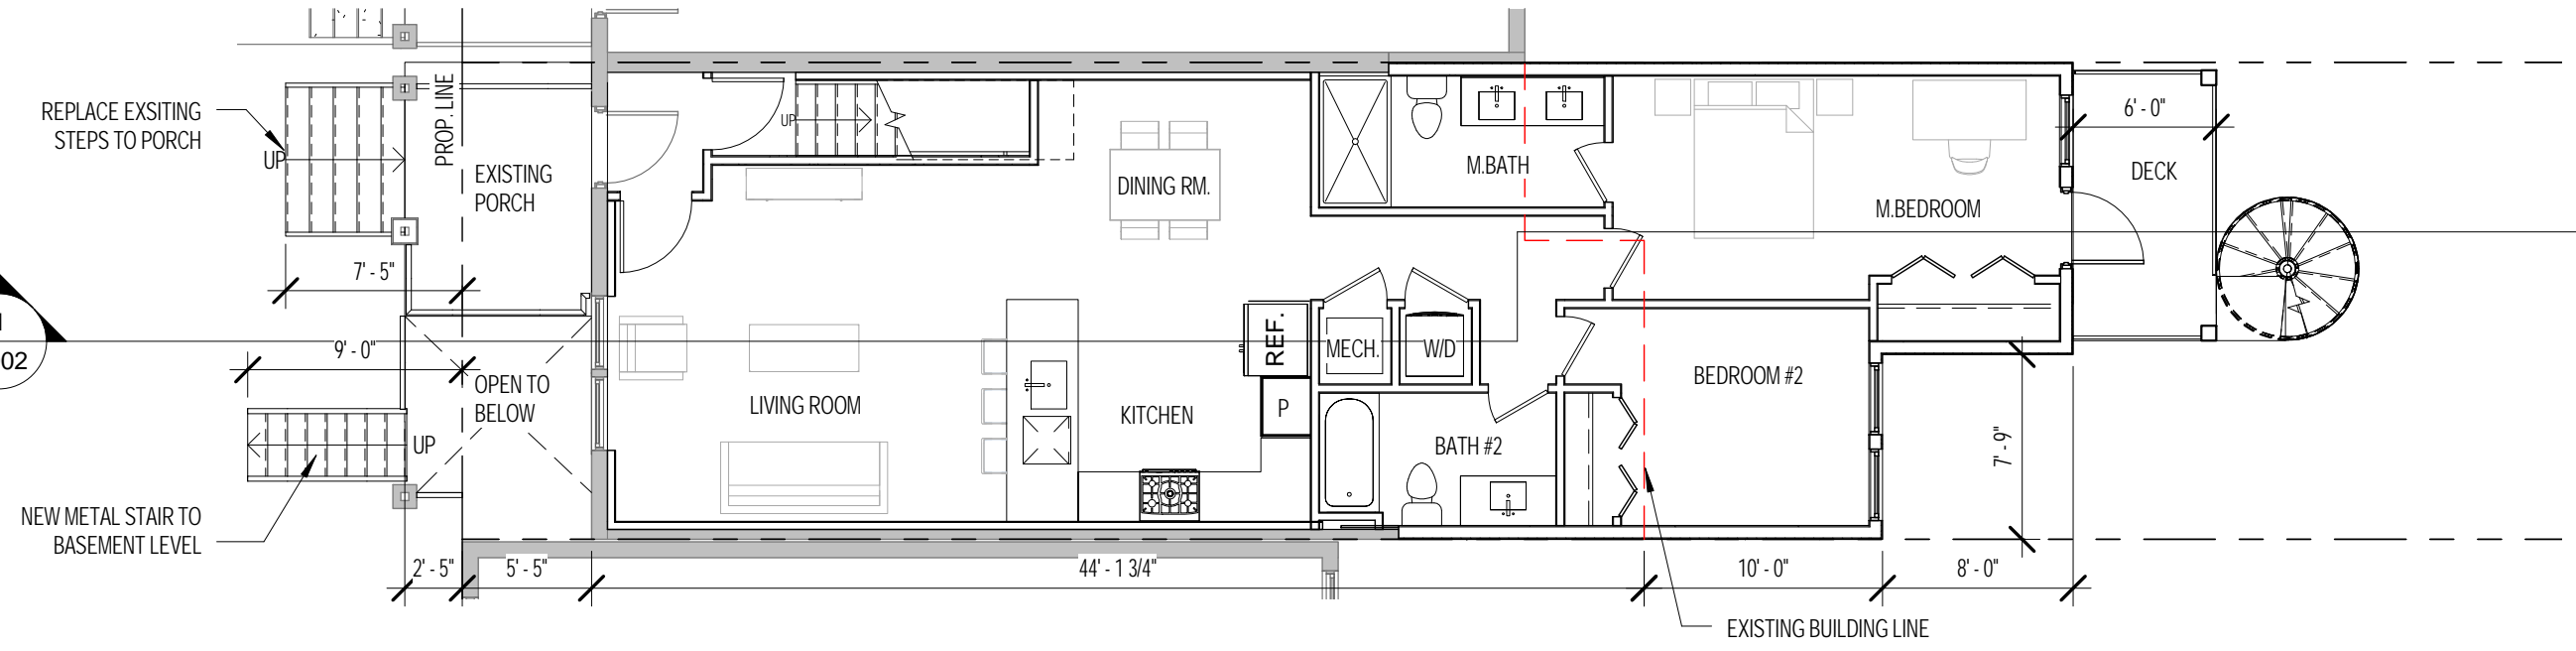 REPLACE EXSITING
STEPS TO PORCH
UP
PROP. LINE
EXISTING
PORCH
UP
DINING RM.
M.BATH
M.BEDROOM
6' - 0"
DECK
7' - 5"
02
9' - 0"
OPEN TO
BELOW
UP
LIVING ROOM
KITCHEN
REF.
P
MECH.
W/D
BATH #2
BEDROOM #2
7' - 9"
NEW METAL STAIR TO
BASEMENT LEVEL
2' - 5"
5' - 5"
44' - 1 3/4"
10' - 0"
8' - 0"
EXISTING BUILDING LINE